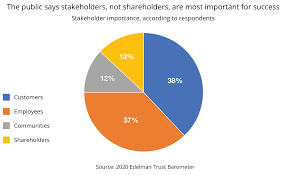 The public says stakeholders, not shareholders, are most important for success
Stakeholder importance, according to respondents
13%
12%
38%
37%
Customers
Employees
Communities
Shareholders
Source: 2020 Edelman Trust Barometer